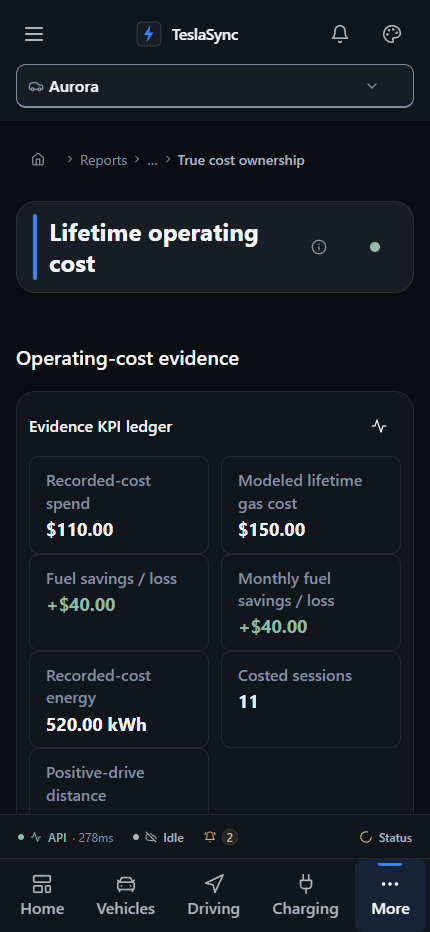 TeslaSync
Aurora
Reports
...
True cost ownership
Lifetime operating
cost
Operating-cost evidence
Evidence KPI ledger
Recorded-cost
spend
$110.00
Modeled lifetime
gas cost
$150.00
Fuel savings / loss
+$40.00
Monthly fuel
savings / loss
+$40.00
Recorded-cost
energy
520.00 kWh
Costed sessions
11
Positive-drive
distance
API · 278ms
Idle
2
Status
Home
Vehicles
Driving
Charging
More